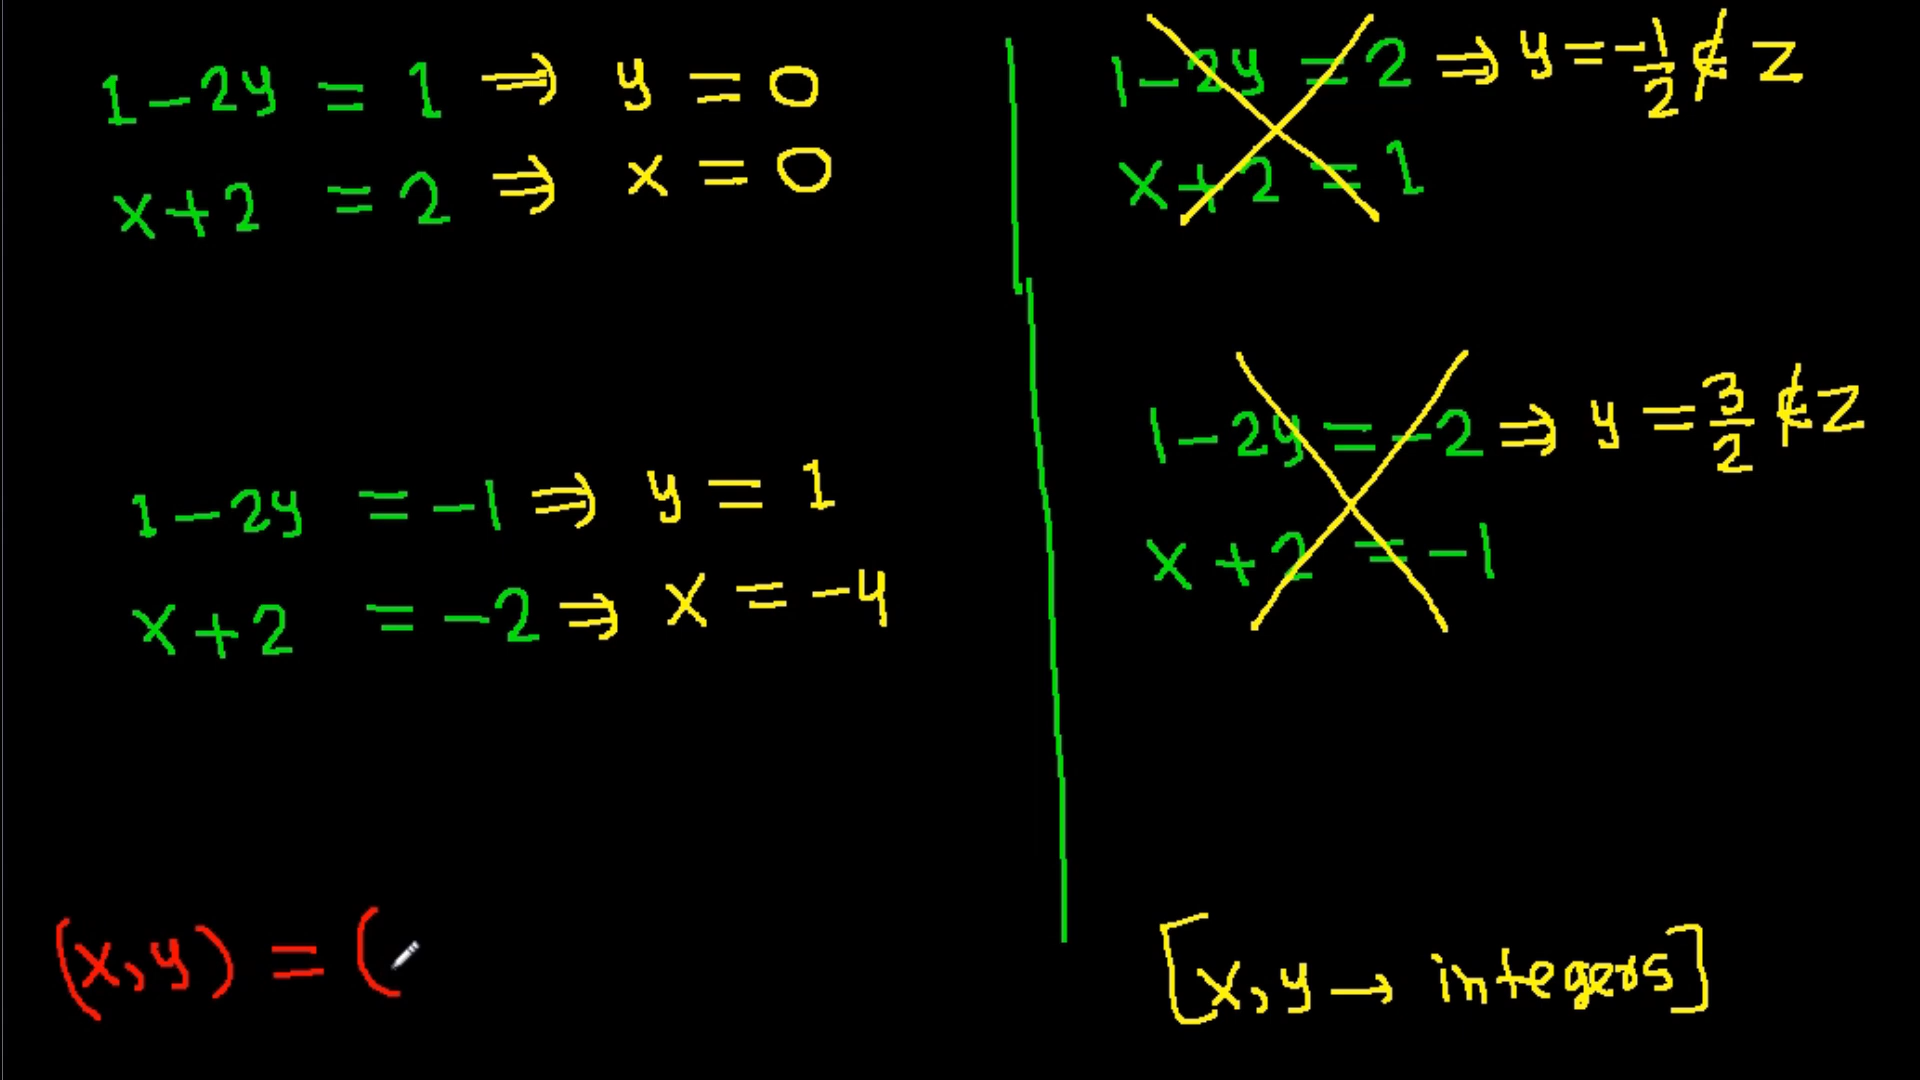 1-2y = 1 ⇒ y = 0
x+2 = 2 ⇒ x = 0
1-2y = -1 ⇒ y = 1
x+2 = -2 ⇒ x = -4
(x,y) = (
1-2y = 2 ⇒ y = -1/2 ∉ Z
x+2 = 1
1-2y = -2 ⇒ y = 3/2 ∉ Z
x+2 = -1
[x,y → integers]